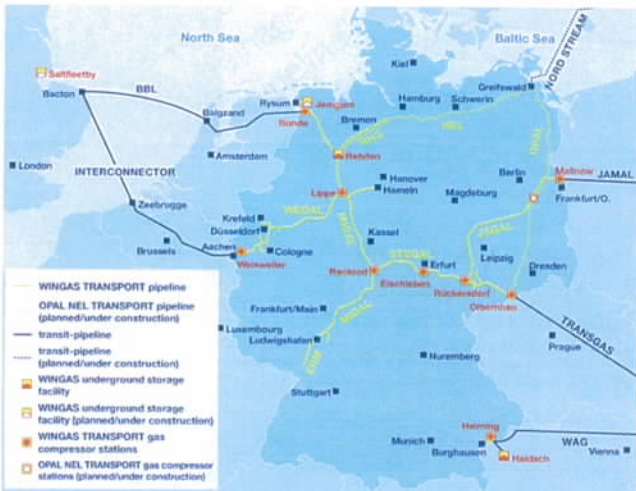 North Sea
Baltic Sea
NORD STREAM
Kiel
Greifswald
Saltfleetby
Bacton
BBL
Balgzand
Rysum
Jemgum
Bunde
Hamburg
Schwerin
Bremen
NEL
OPAL
Rehden
London
Amsterdam
INTERCONNECTOR
Hanover
Hameln
Lippe
Berlin
Mallnow
JAMAL
Frankfurt/O.
Magdeburg
Zeebrugge
Krefeld
WEDAL
Düsseldorf
MIDAL
JAGAL
Brussels
Aachen
Cologne
Weisweiler
Kassel
Leipzig
Dresden
STEGAL
Erfurt
Reckrod
Eischleben
Rückersdorf
Olbernhau
TRANSGAS
Prague
Frankfurt/Main
MIDAL
Luxembourg
Ludwigshafen
Nuremberg
Stuttgart
Munich
Burghausen
Haiming
Haidach
WAG
Vienna
WINGAS TRANSPORT pipeline
OPAL NEL TRANSPORT pipeline
(planned/under construction)
transit-pipeline
transit-pipeline
(planned/under construction)
WINGAS underground storage
facility
WINGAS underground storage
facility (planned/under construction)
WINGAS TRANSPORT gas
compressor stations
OPAL NEL TRANSPORT gas compressor
stations (planned/under construction)